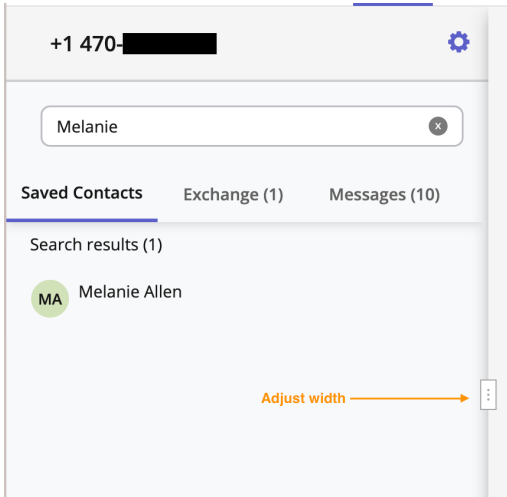 +1 470-
Melanie
x
Saved Contacts Exchange (1) Messages (10)
Search results (1)
MA Melanie Allen
Adjust width